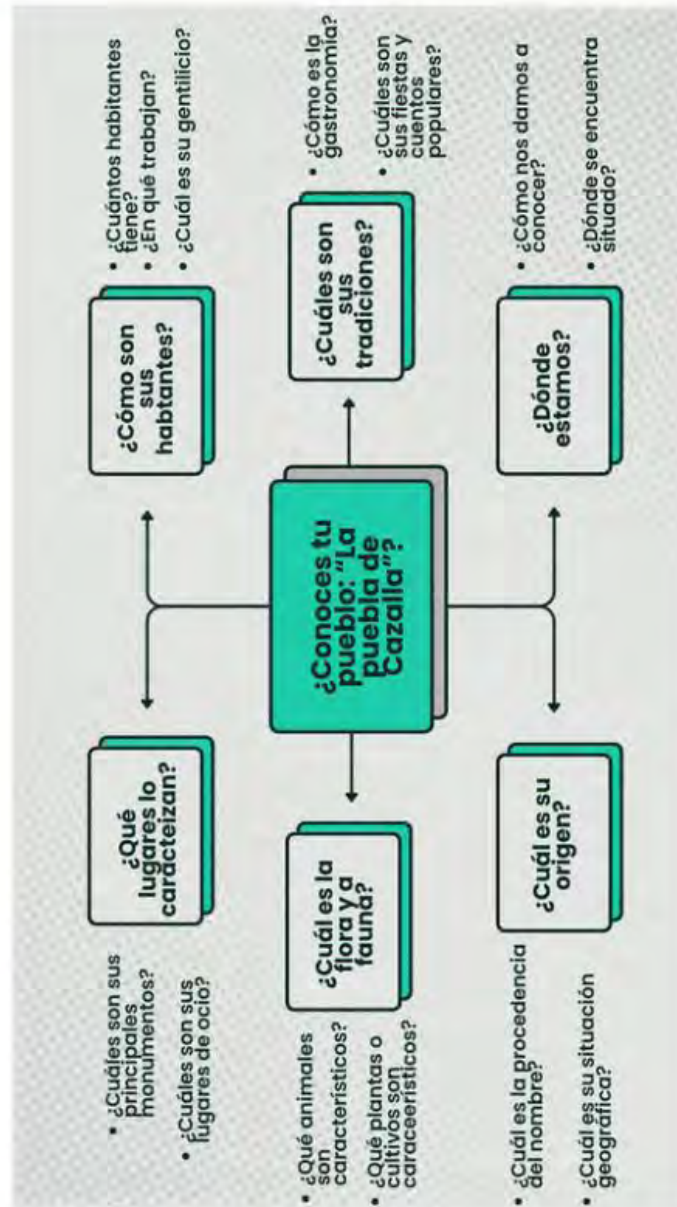 • ¿Cuáles son sus
principales
monumentos?
• ¿Cuáles son sus
lugares de ocio?
¿Qué
lugares lo
caracteizan?
¿Cómo son
sus
habtantes?
• ¿Cuántos habitantes
tiene?
• ¿En qué trabajan?
• ¿Cuál es su gentilicio?
• ¿Qué animales
son
característicos?
• ¿Qué plantas o
cultivos son
caraceerísticos?
¿Cuál es la
flora y a
fauna?
¿Conoces tu
pueblo: “La
puebla de
Cazalla”?
¿Cuáles son
sus
tradiciones?
• ¿Cómo es la
gastronomía?
• ¿Cuáles son
sus fiestas y
cuentos
populares?
• ¿Cuál es la procedencia
del nombre?
• ¿Cuál es su situación
geográfica?
¿Cuál es su
origen?
¿Dónde
estamos?
• ¿Cómo nos damos a
conocer?
• ¿Dónde se encuentra
situado?